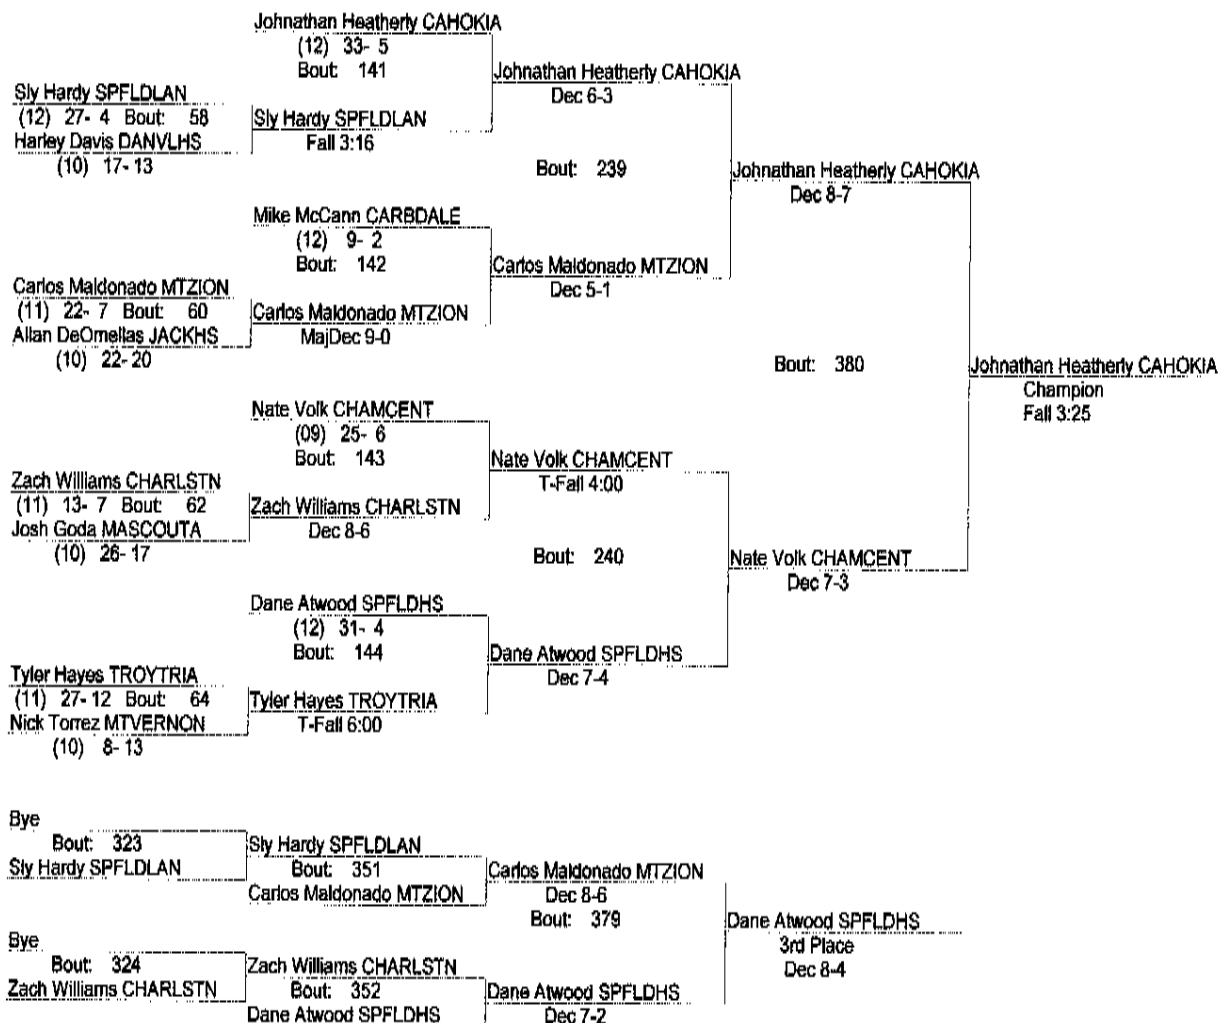 Johnathan Heatherly CAHOKIA
(12) 33- 5
Bout: 141
Johnathan Heatherly CAHOKIA
Dec 6-3
Sly Hardy SPFLDLAN
(12) 27- 4 Bout: 58
Harley Davis DANVLHS
(10) 17- 13
Sly Hardy SPFLDLAN
Fall 3:16
Bout: 239
Johnathan Heatherly CAHOKIA
Dec 8-7
Mike McCann CARBDALE
(12) 9- 2
Bout: 142
Carlos Maldonado MTZION
Dec 5-1
Carlos Maldonado MTZION
(11) 22- 7 Bout: 60
Allan DeOrnellas JACKHS
(10) 22- 20
Carlos Maldonado MTZION
MajDec 9-0
Bout: 380
Johnathan Heatherly CAHOKIA
Champion
Fall 3:25
Nate Volk CHAMCENT
(09) 25- 6
Bout: 143
Nate Volk CHAMCENT
T-Fall 4:00
Zach Williams CHARLSTN
(11) 13- 7 Bout: 62
Josh Goda MASCOUTA
(10) 26- 17
Zach Williams CHARLSTN
Dec 8-6
Bout: 240
Nate Volk CHAMCENT
Dec 7-3
Dane Atwood SPFLDHS
(12) 31- 4
Bout: 144
Dane Atwood SPFLDHS
Dec 7-4
Tyler Hayes TROYTRIA
(11) 27- 12 Bout: 64
Nick Torrez MTVERNON
(10) 8- 13
Tyler Hayes TROYTRIA
T-Fall 6:00
Bye
Bout: 323
Sly Hardy SPFLDLAN
Sly Hardy SPFLDLAN
Bout: 351
Carlos Maldonado MTZION
Carlos Maldonado MTZION
Dec 8-6
Bout: 379
Dane Atwood SPFLDHS
3rd Place
Dec 8-4
Bye
Bout: 324
Zach Williams CHARLSTN
Zach Williams CHARLSTN
Bout: 352
Dane Atwood SPFLDHS
Dane Atwood SPFLDHS
Dec 7-2